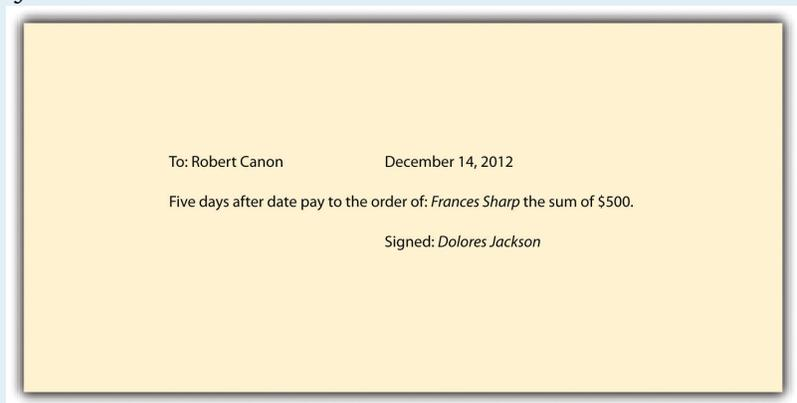 To: Robert Canon December 14, 2012
Five days after date pay to the order of: Frances Sharp the sum of $500.
Signed: Dolores Jackson